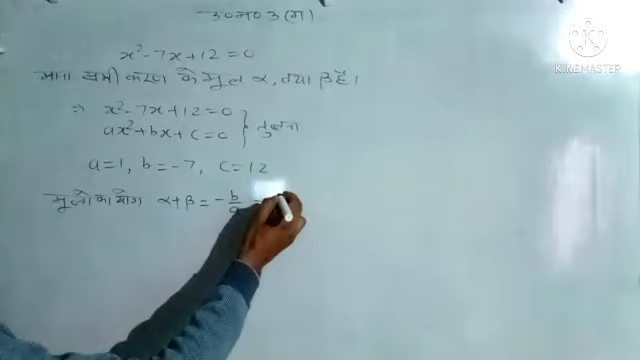 उ०न०3(ग)
x²-7x+12=0
माना समीकरण के मूल α, तथा β है।
⇒ x²-7x+12=0
ax²+bx+c=0 } तुलना
a=1, b=-7, c=12
मूलों का योग α+β = -b/a =
KINEMASTER